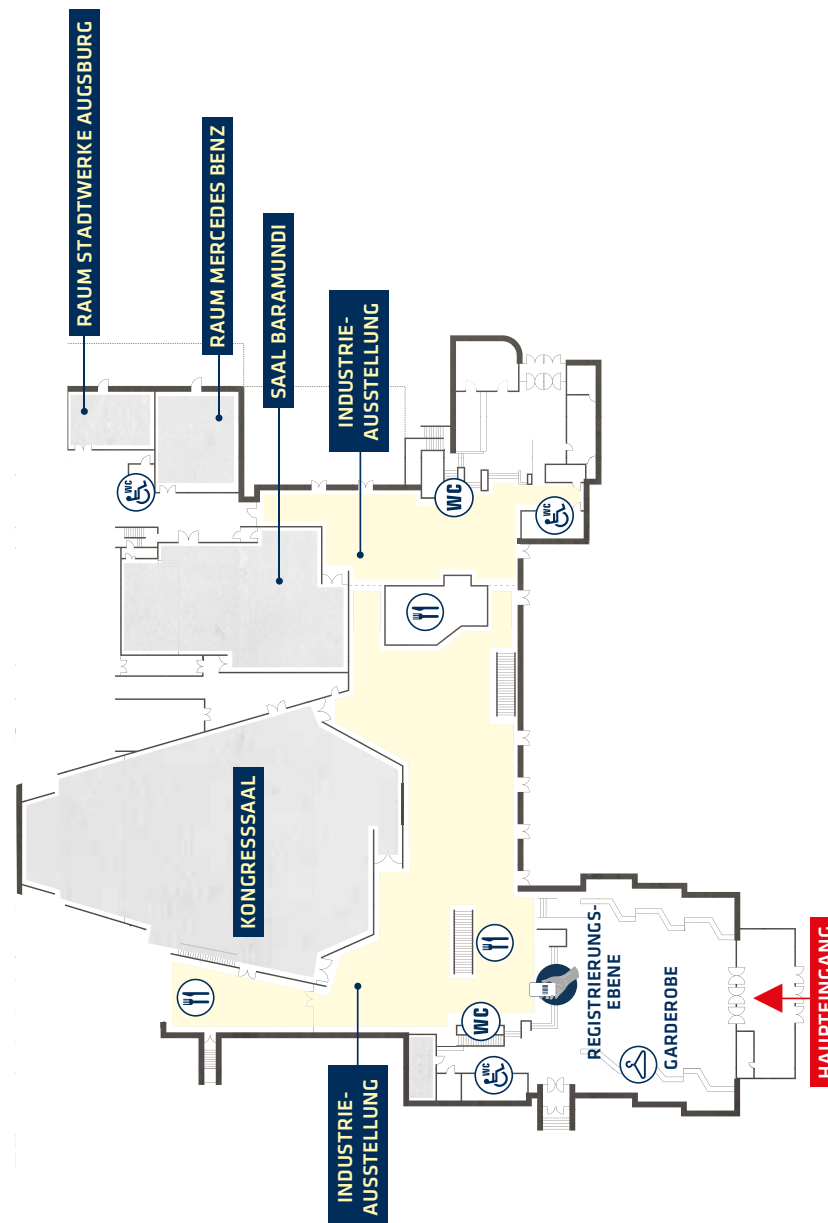 RAUM STADTWERKE AUGSBURG
RAUM MERCEDES BENZ
SAAL BARAMUNDI
INDUSTRIE-
AUSSTELLUNG
WC
WC
WC
KONGRESSSAAL
REGISTRIERUNGS-
EBENE
GARDEROBE
WC
WC
INDUSTRIE-
AUSSTELLUNG
HAUPTEINGANG